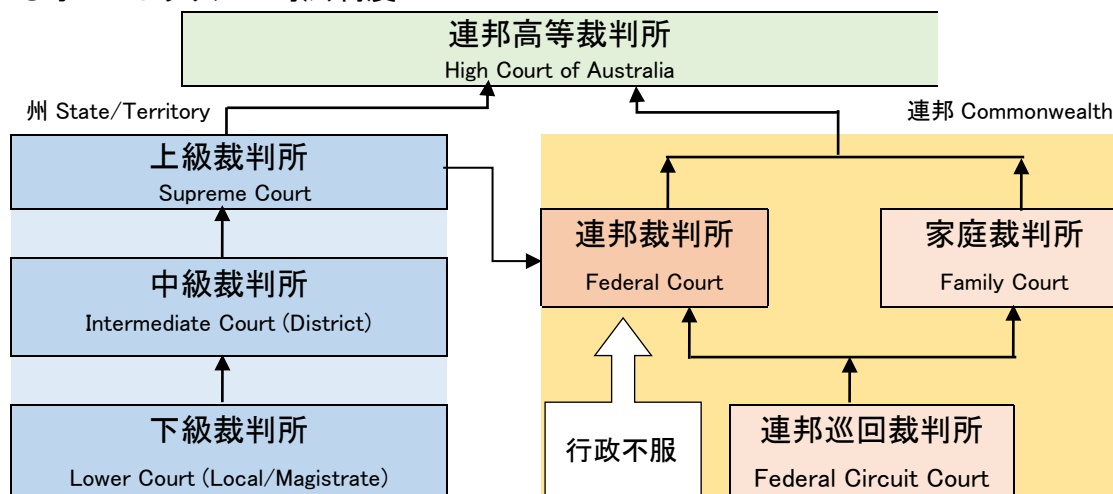 連邦高等裁判所
High Court of Australia
州 State/Territory
連邦 Commonwealth
上級裁判所
Supreme Court
連邦裁判所
Federal Court
家庭裁判所
Family Court
中級裁判所
Intermediate Court (District)
行政不服
下級裁判所
Lower Court (Local/Magistrate)
連邦巡回裁判所
Federal Circuit Court